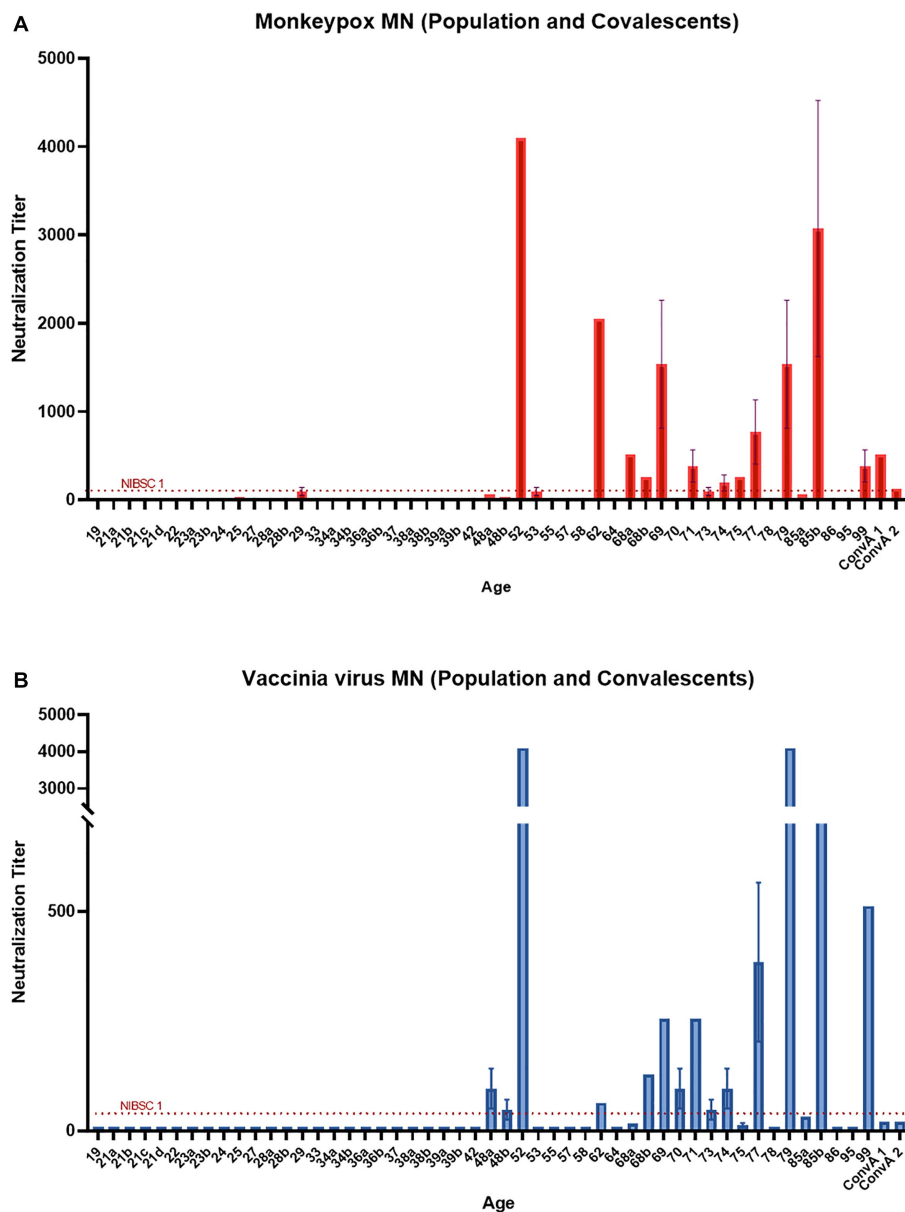 A
Monkeypox MN (Population and Covalescents)
5000
4000
3000
2000
1000
0
Neutralization Titer
NIBSC 1
19 21a 21b 21c 21d 22 23a 23b 24 25 27 28a 28b 29 33 34a 34b 36a 36b 37 38a 38b 39a 39b 42 48a 48b 52 53 55 57 58 62 64 68a 68b 69 70 71 73 74 75 77 78 79 85a 85b 86 95 99 ConvA 1 ConvA 2
Age
B
Vaccinia virus MN (Population and Convalescents)
5000
4000
3000
500
0
Neutralization Titer
NIBSC 1
19 21a 21b 21c 21d 22 23a 23b 24 25 27 28a 28b 29 33 34a 34b 36a 36b 37 38a 38b 39a 39b 42 48a 48b 52 53 55 57 58 62 64 68a 68b 69 70 71 73 74 75 77 78 79 85a 85b 86 95 99 ConvA 1 ConvA 2
Age